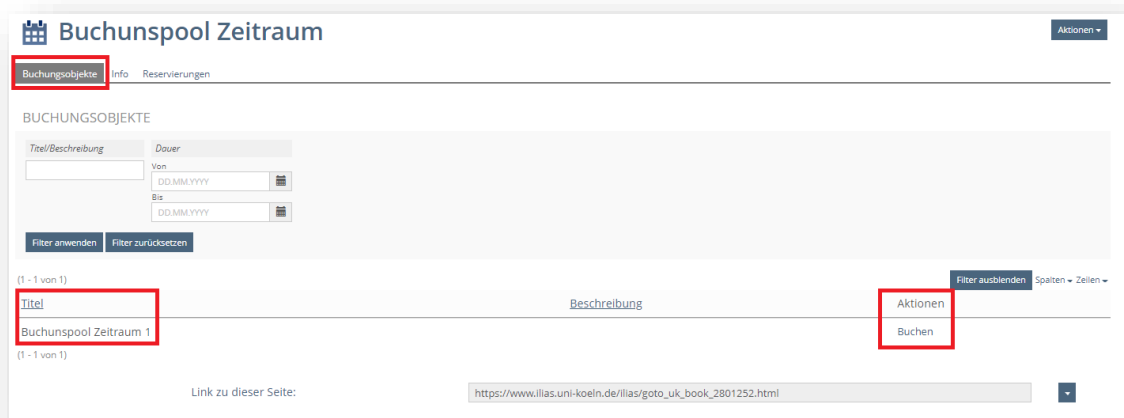 Buchunspool Zeitraum
Aktionen
Buchungsobjekte Info Reservierungen
BUCHUNGSOBJEKTE
Titel/Beschreibung Dauer
Von
DD.MM.YYYY
Bis
DD.MM.YYYY
Filter anwenden Filter zurücksetzen
(1 - 1 von 1) Filter ausblenden Spalten Zeilen
Titel Beschreibung Aktionen
Buchunspool Zeitraum 1 Buchen
(1 - 1 von 1)
Link zu dieser Seite: https://www.ilias.uni-koeln.de/ilias/goto_uk_book_2801252.html